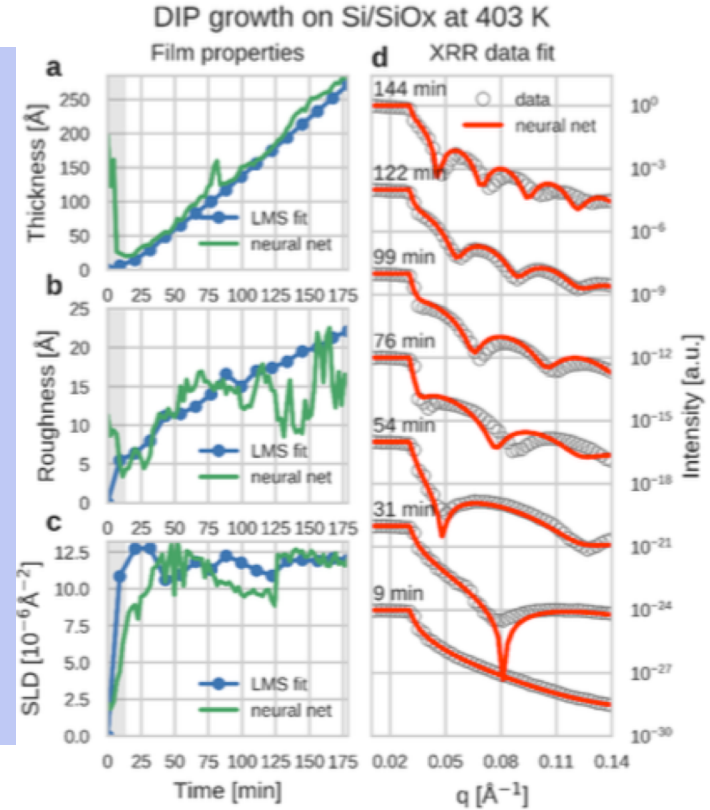 DIP growth on Si/SiOx at 403 K
Film properties
XRR data fit
a
Thickness [Å]
250
200
150
100
50
0
LMS fit
neural net
0 25 50 75 100 125 150 175
b
Roughness [Å]
25
20
15
10
5
0
LMS fit
neural net
0 25 50 75 100 125 150 175
c
SLD [10⁻⁶Å⁻²]
12.5
10.0
7.5
5.0
2.5
0.0
LMS fit
neural net
0 25 50 75 100 125 150 175
Time [min]
d
data
neural net
144 min
122 min
99 min
76 min
54 min
31 min
9 min
10⁰
10⁻³
10⁻⁶
10⁻⁹
10⁻¹²
10⁻¹⁵
10⁻¹⁸
10⁻²¹
10⁻²⁴
10⁻²⁷
10⁻³⁰
Intensity [a.u.]
0.02 0.05 0.08 0.11 0.14
q [Å⁻¹]